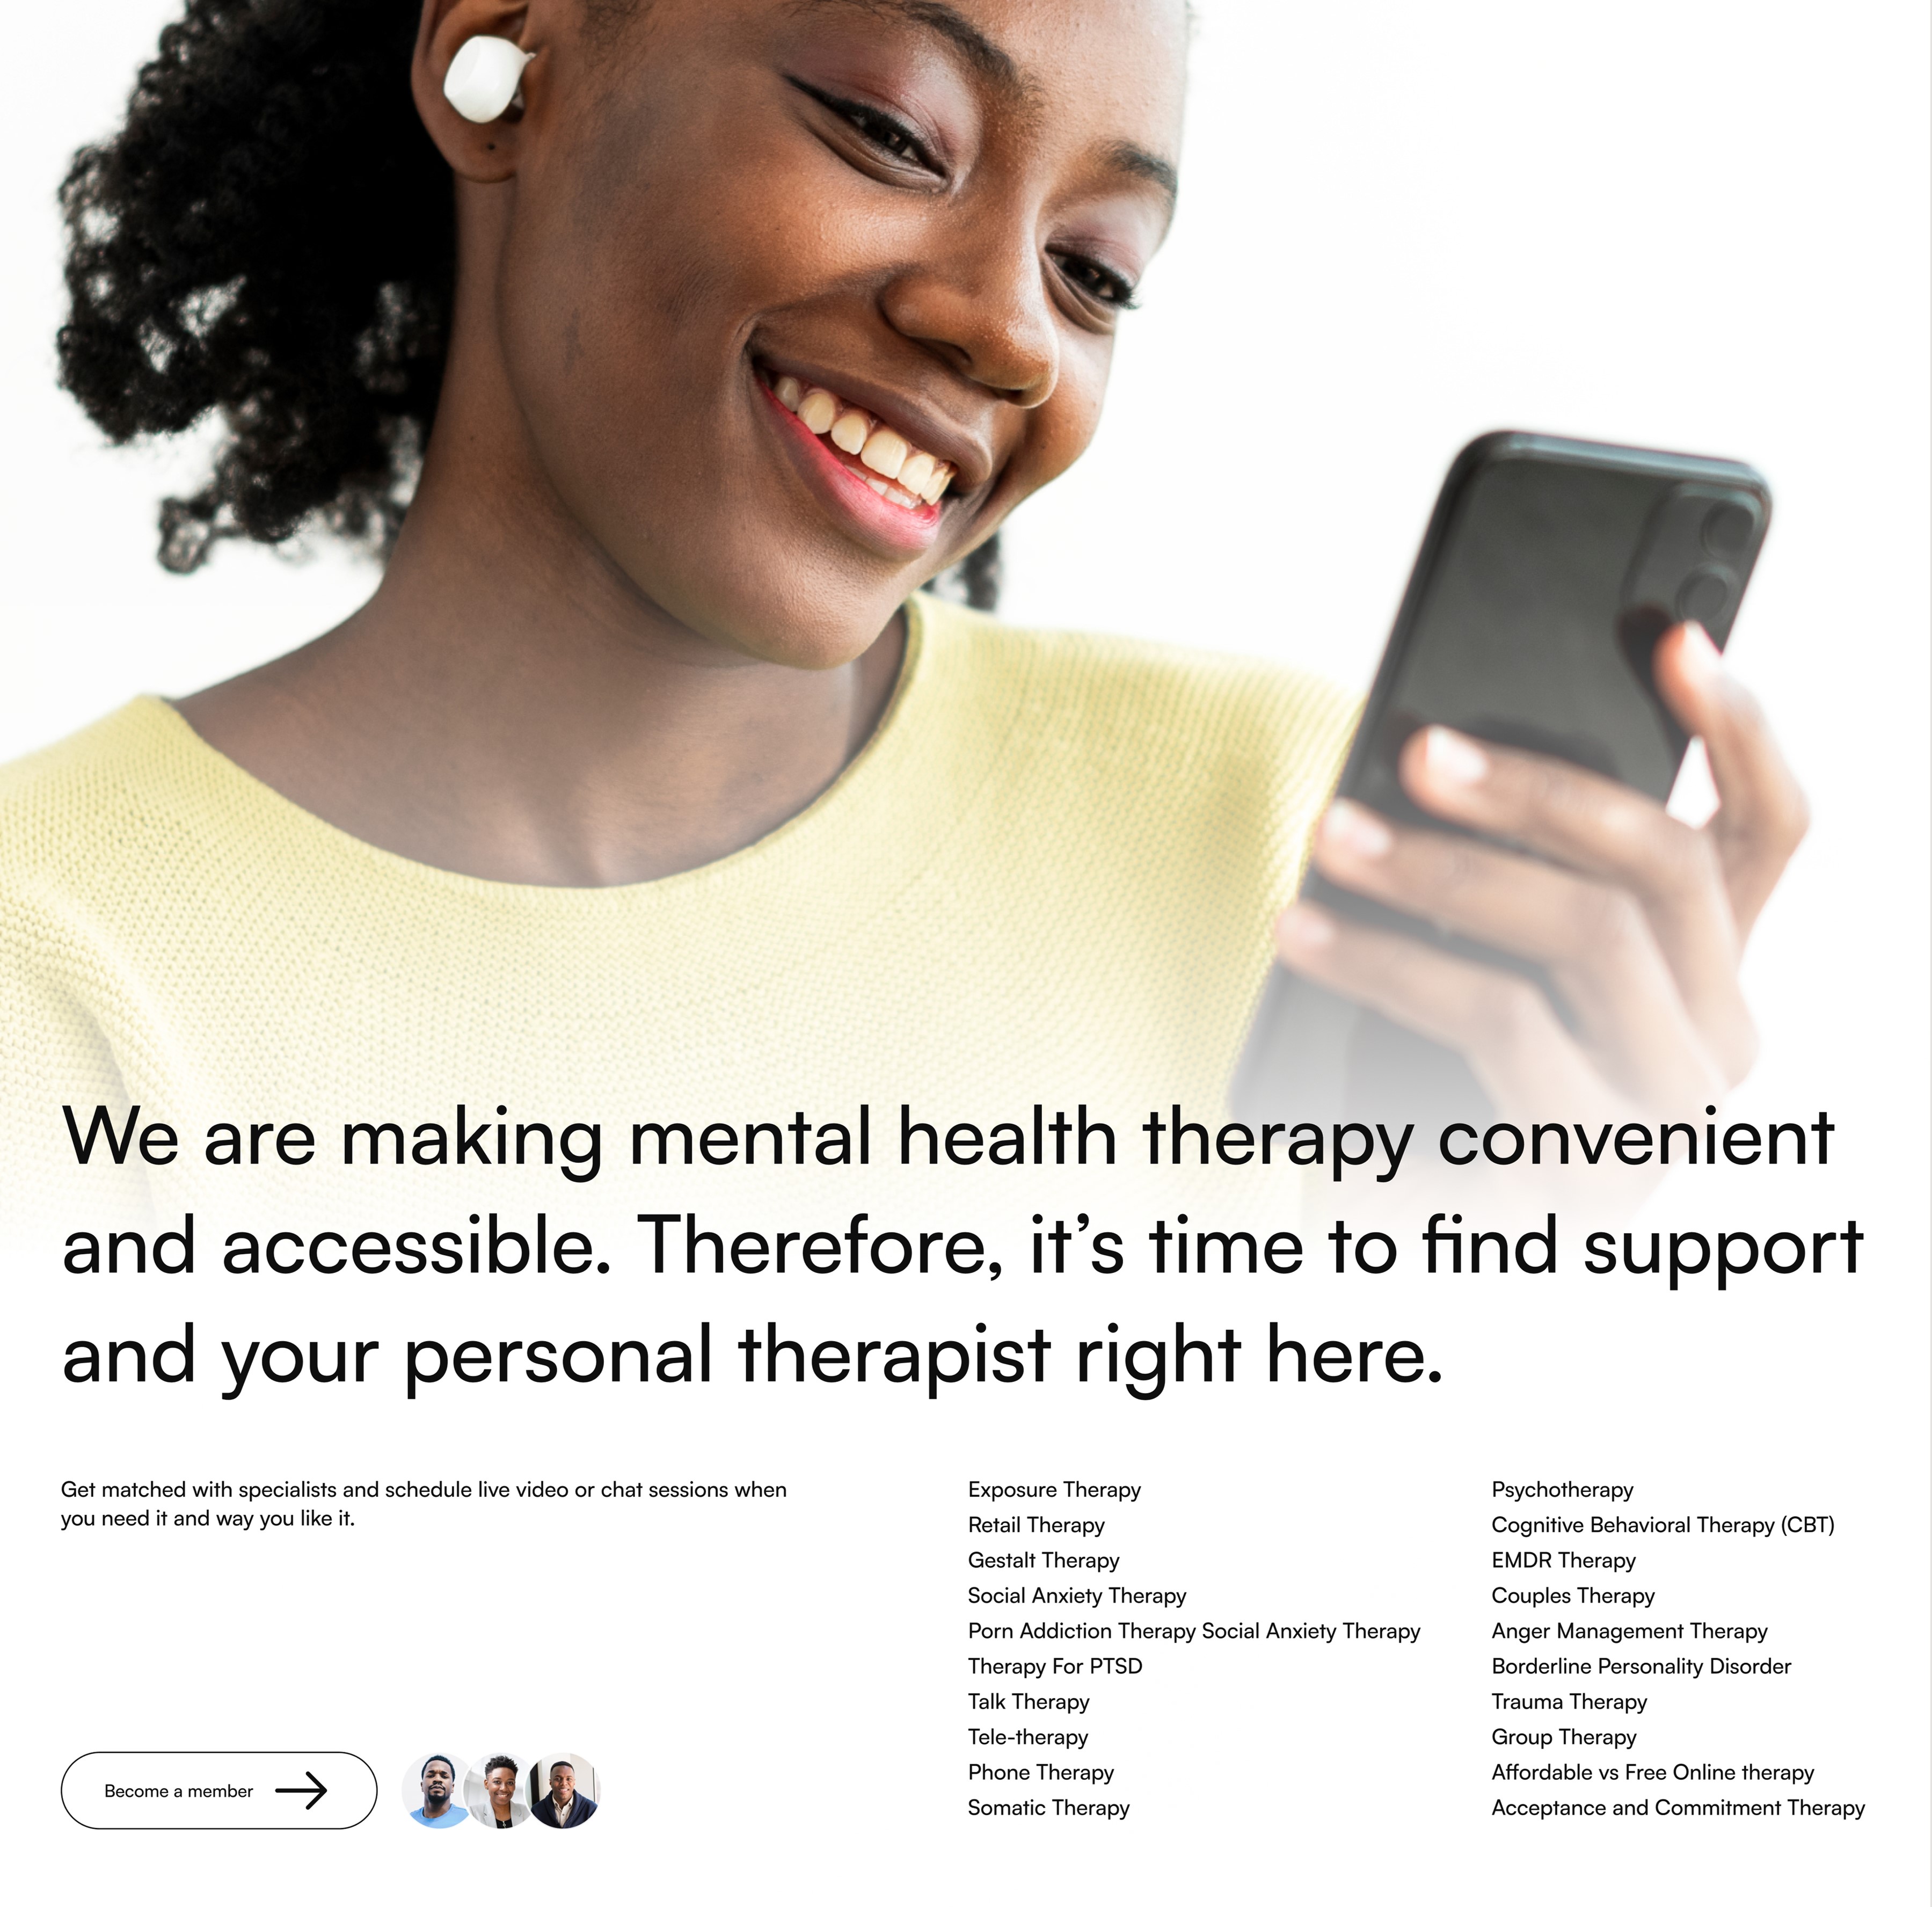 We are making mental health therapy convenient
and accessible. Therefore, it’s time to find support
and your personal therapist right here.
Get matched with specialists and schedule live video or chat sessions when
you need it and way you like it.
Become a member
Exposure Therapy
Retail Therapy
Gestalt Therapy
Social Anxiety Therapy
Porn Addiction Therapy Social Anxiety Therapy
Therapy For PTSD
Talk Therapy
Tele-therapy
Phone Therapy
Somatic Therapy
Psychotherapy
Cognitive Behavioral Therapy (CBT)
EMDR Therapy
Couples Therapy
Anger Management Therapy
Borderline Personality Disorder
Trauma Therapy
Group Therapy
Affordable vs Free Online therapy
Acceptance and Commitment Therapy